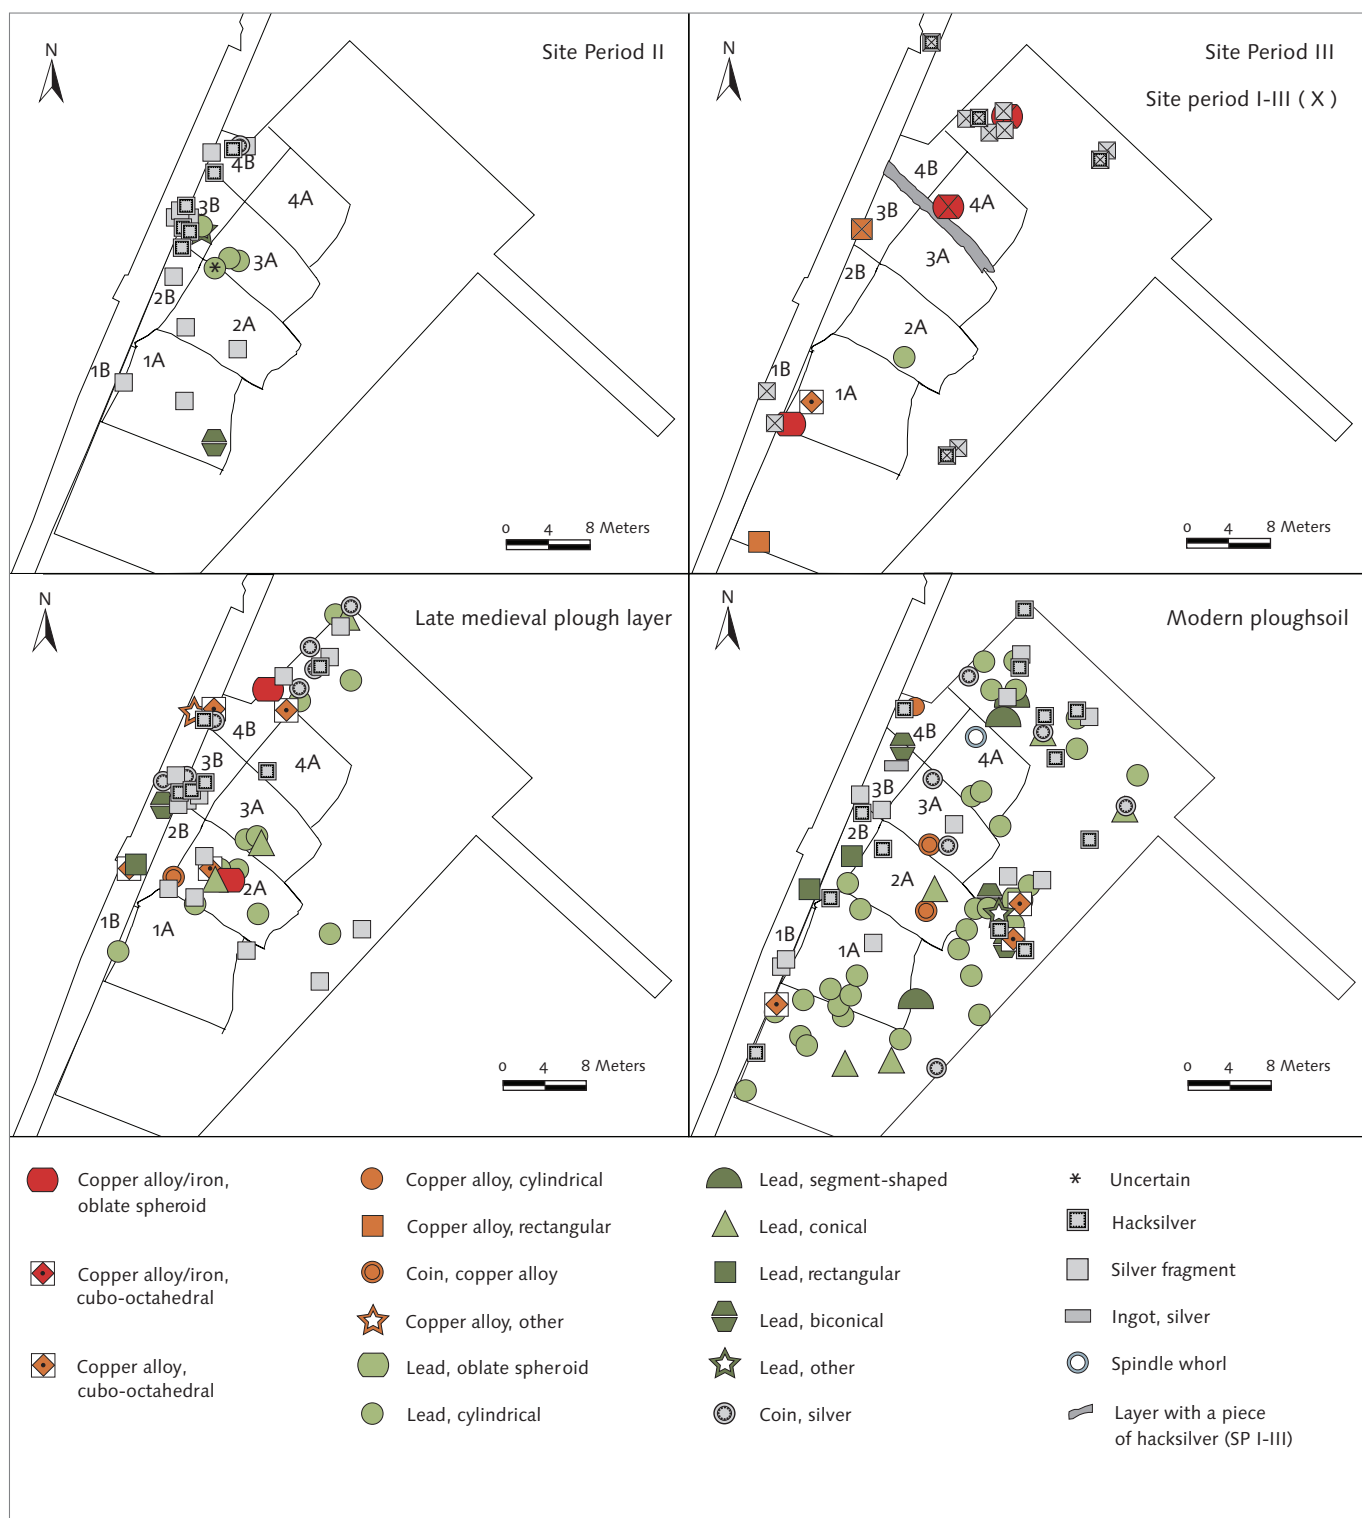 N
Site Period II
4B
4A
3B
3A
2B
2A
1A
1B
0 4 8 Meters
N
Site Period III
Site period I-III ( X )
4B
4A
3B
3A
2B
2A
1B
1A
0 4 8 Meters
N
Late medieval plough layer
4B
4A
3B
3A
2B
2A
1B
1A
0 4 8 Meters
N
Modern ploughsoil
4B
4A
3B
3A
2B
2A
1B
1A
0 4 8 Meters
Copper alloy/iron,
oblate spheroid
Copper alloy/iron,
cubo-octahedral
Copper alloy,
cubo-octahedral
Copper alloy, cylindrical
Copper alloy, rectangular
Coin, copper alloy
Copper alloy, other
Lead, oblate spheroid
Lead, cylindrical
Lead, segment-shaped
Lead, conical
Lead, rectangular
Lead, biconical
Lead, other
Coin, silver
* Uncertain
Hacksilver
Silver fragment
Ingot, silver
Spindle whorl
Layer with a piece
of hacksilver (SP I-III)